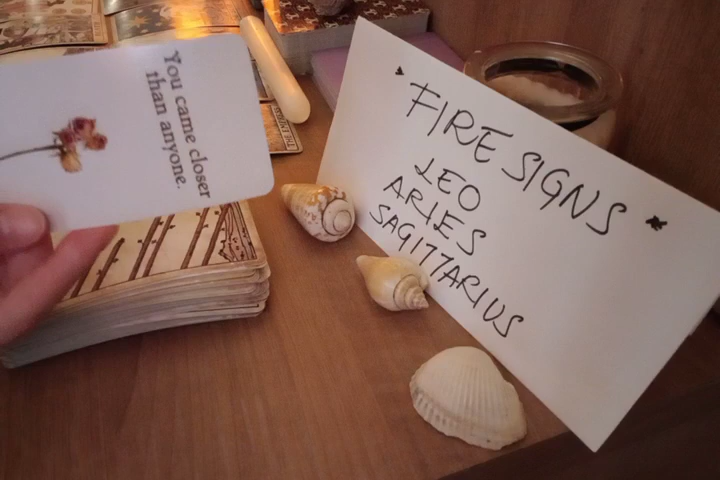 You came closer
than anyone.
FIRE SIGNS
LEO
ARIES
SAGITTARIUS